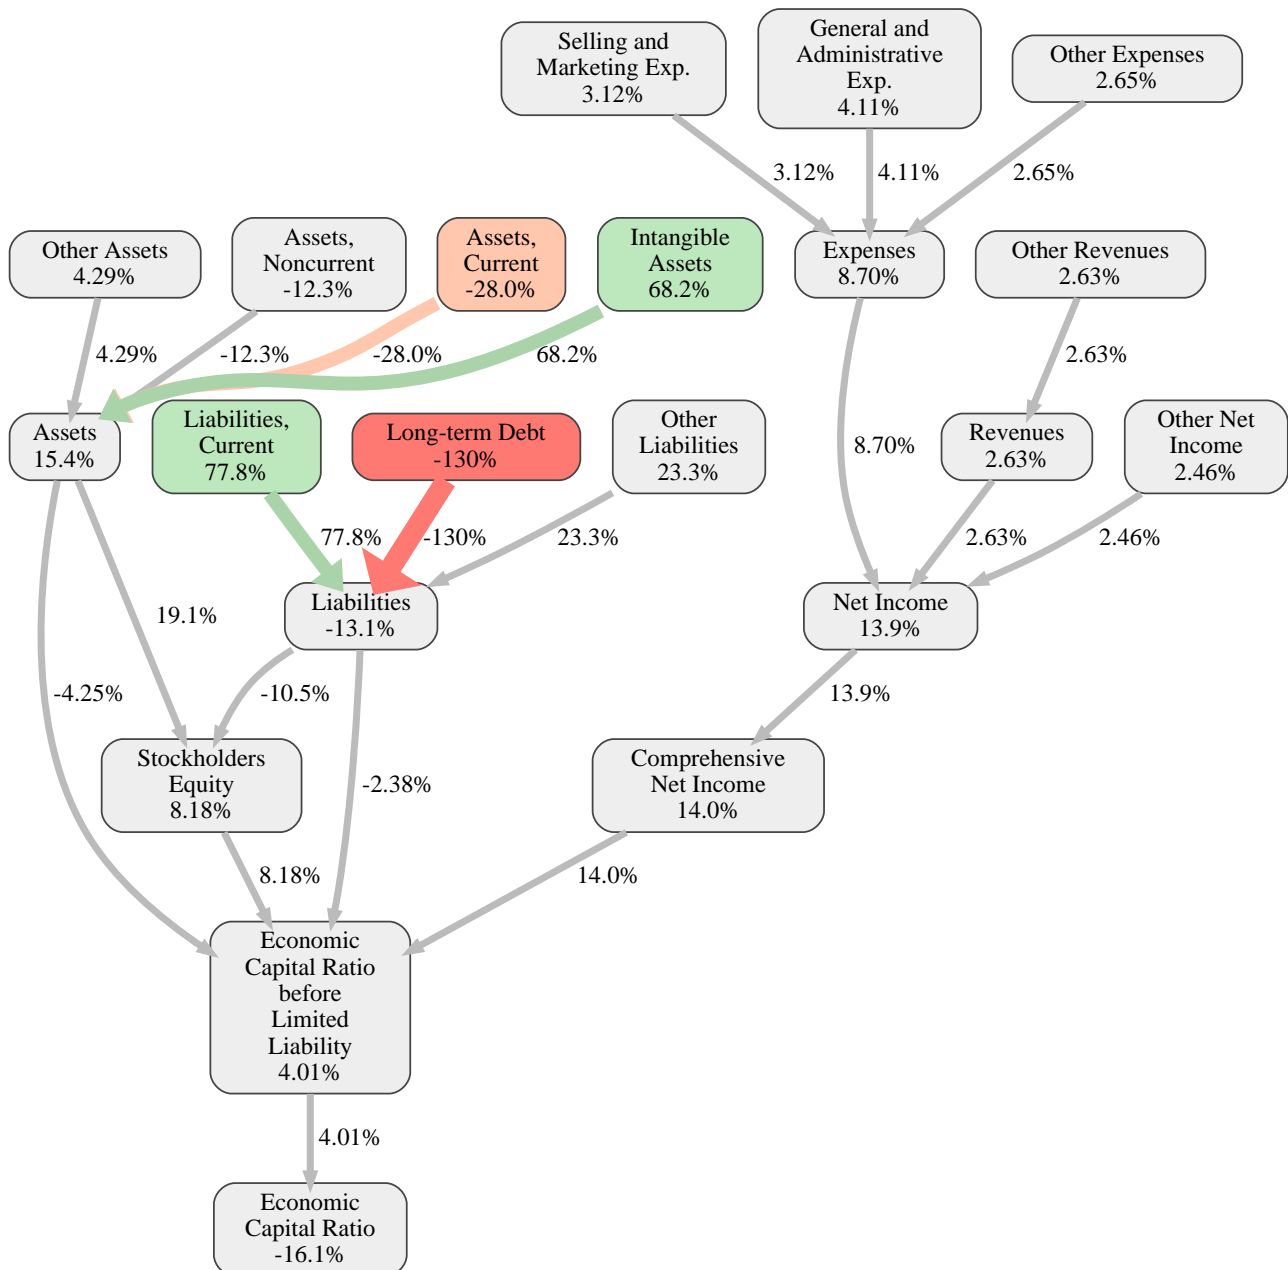 Selling and
Marketing Exp.
3.12%
General and
Administrative
Exp.
4.11%
Other Expenses
2.65%
3.12%
4.11%
2.65%
Other Assets
4.29%
Assets,
Noncurrent
-12.3%
Assets,
Current
-28.0%
Intangible
Assets
68.2%
Expenses
8.70%
Other Revenues
2.63%
4.29%
-12.3%
-28.0%
68.2%
2.63%
Assets
15.4%
Liabilities,
Current
77.8%
Long-term Debt
-130%
Other
Liabilities
23.3%
8.70%
Revenues
2.63%
Other Net
Income
2.46%
77.8%
-130%
23.3%
2.63%
2.46%
19.1%
Liabilities
-13.1%
Net Income
13.9%
-4.25%
-10.5%
13.9%
Stockholders
Equity
8.18%
-2.38%
Comprehensive
Net Income
14.0%
8.18%
14.0%
Economic
Capital Ratio
before
Limited
Liability
4.01%
4.01%
Economic
Capital Ratio
-16.1%